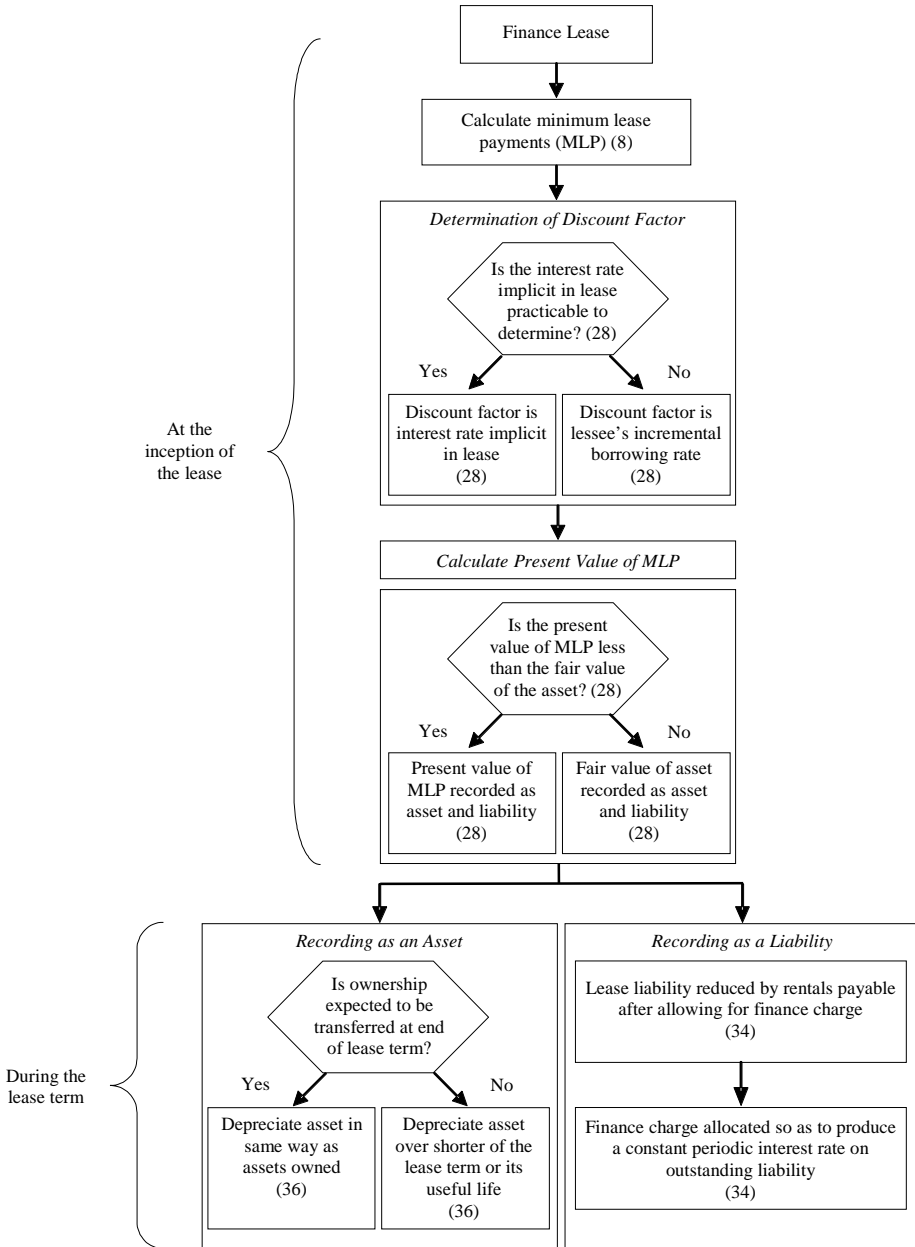 Finance Lease
Calculate minimum lease
payments (MLP) (8)
Determination of Discount Factor
Is the interest rate
implicit in lease
practicable to
determine? (28)
Yes
No
Discount factor is
interest rate implicit
in lease
(28)
Discount factor is
lessee's incremental
borrowing rate
(28)
At the
inception of
the lease
Calculate Present Value of MLP
Is the present
value of MLP less
than the fair value
of the asset? (28)
Yes
No
Present value of
MLP recorded as
asset and liability
(28)
Fair value of asset
recorded as asset
and liability
(28)
Recording as an Asset
Is ownership
expected to be
transferred at end
of lease term?
Yes
No
Depreciate asset in
same way as
assets owned
(36)
Depreciate asset
over shorter of the
lease term or its
useful life
(36)
Recording as a Liability
Lease liability reduced by rentals payable
after allowing for finance charge
(34)
Finance charge allocated so as to produce
a constant periodic interest rate on
outstanding liability
(34)
During the
lease term